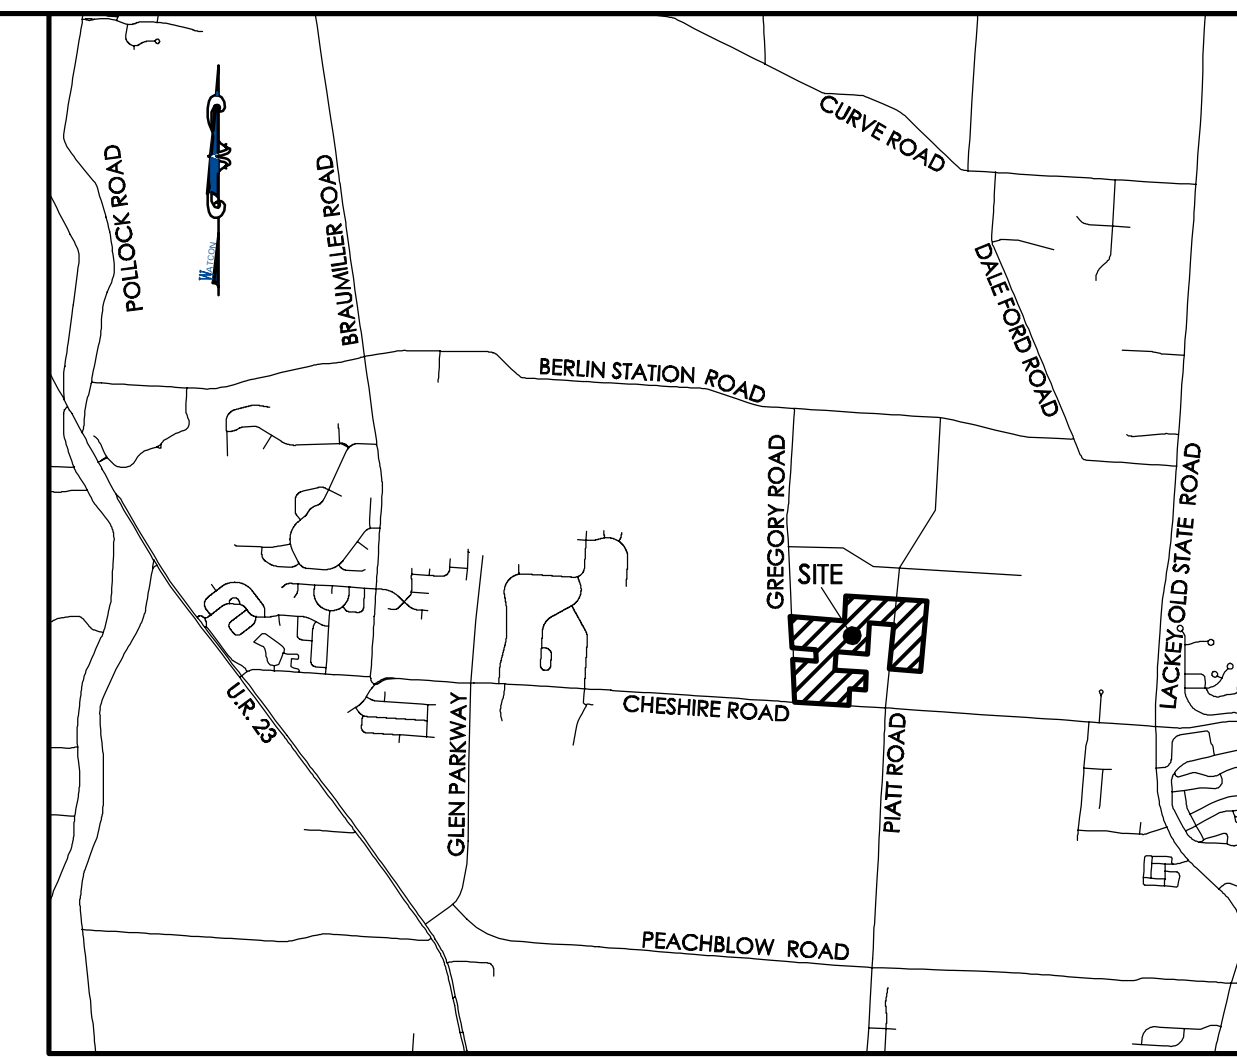 CURVE ROAD
POLLOCK ROAD
BRAUMILLER ROAD
WATCON
DALE FORD ROAD
BERLIN STATION ROAD
GREGORY ROAD
SITE
LACKEY OLD STATE ROAD
U.R. 23
GLEN PARKWAY
CHESHIRE ROAD
PIATT ROAD
PEACHBLOW ROAD